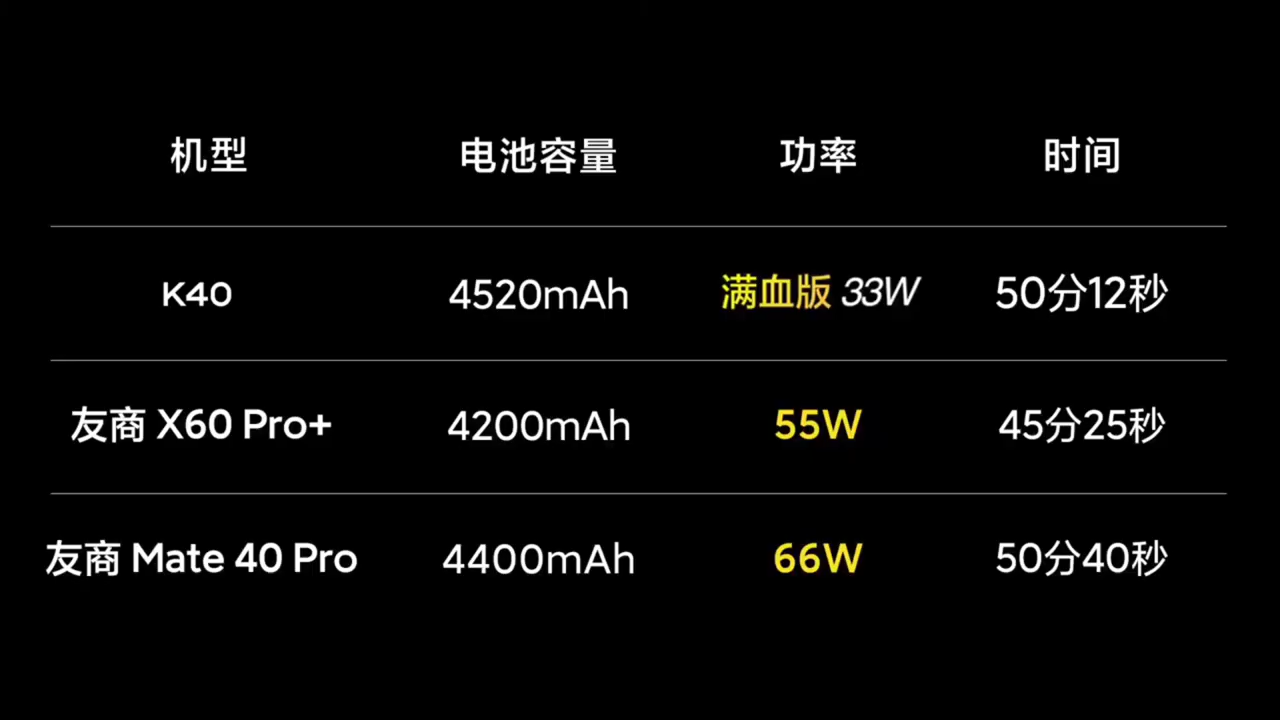 机型 电池容量 功率 时间
K40 4520mAh 满血版 33W 50分12秒
友商 X60 Pro+ 4200mAh 55W 45分25秒
友商 Mate 40 Pro 4400mAh 66W 50分40秒